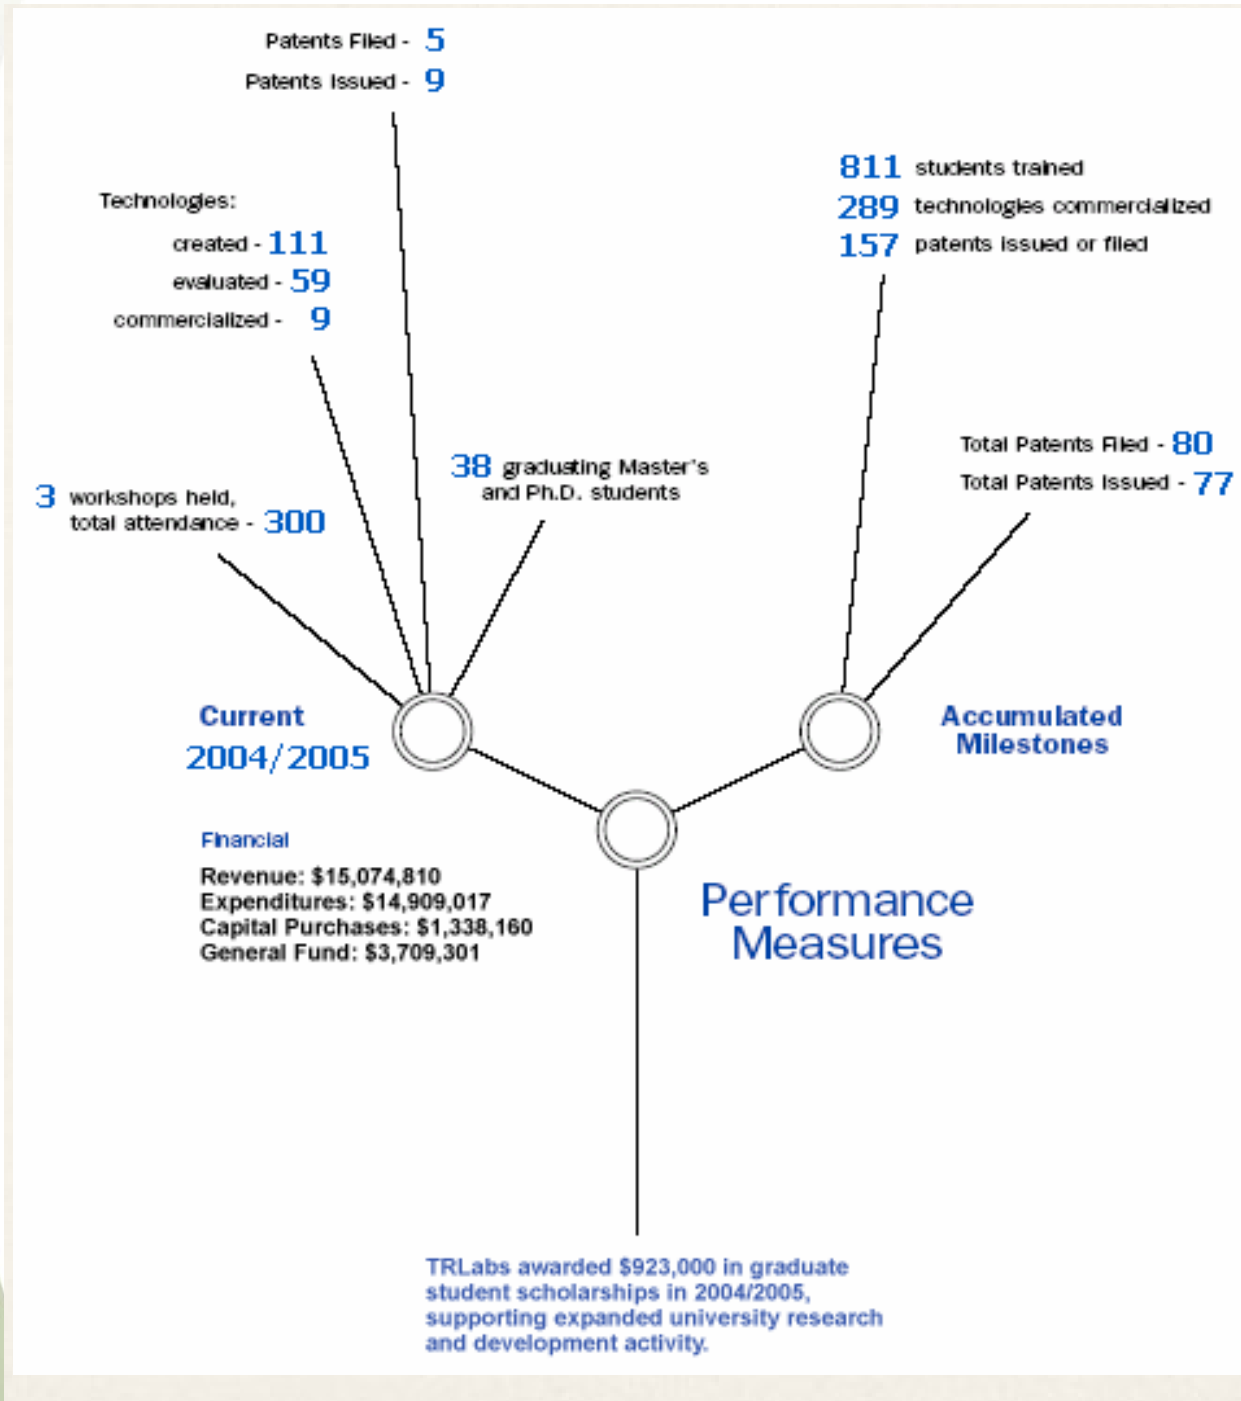 Patents Filed - 5
Patents Issued - 9
Technologies:
created - 111
evaluated - 59
commercialized - 9
3 workshops held,
total attendance - 300
38 graduating Master's
and Ph.D. students
811 students trained
289 technologies commercialized
157 patents issued or filed
Total Patents Filed - 80
Total Patents Issued - 77
Current
2004/2005
Accumulated
Milestones
Financial
Revenue: $15,074,810
Expenditures: $14,909,017
Capital Purchases: $1,338,160
General Fund: $3,709,301
Performance
Measures
TRLabs awarded $923,000 in graduate
student scholarships in 2004/2005,
supporting expanded university research
and development activity.